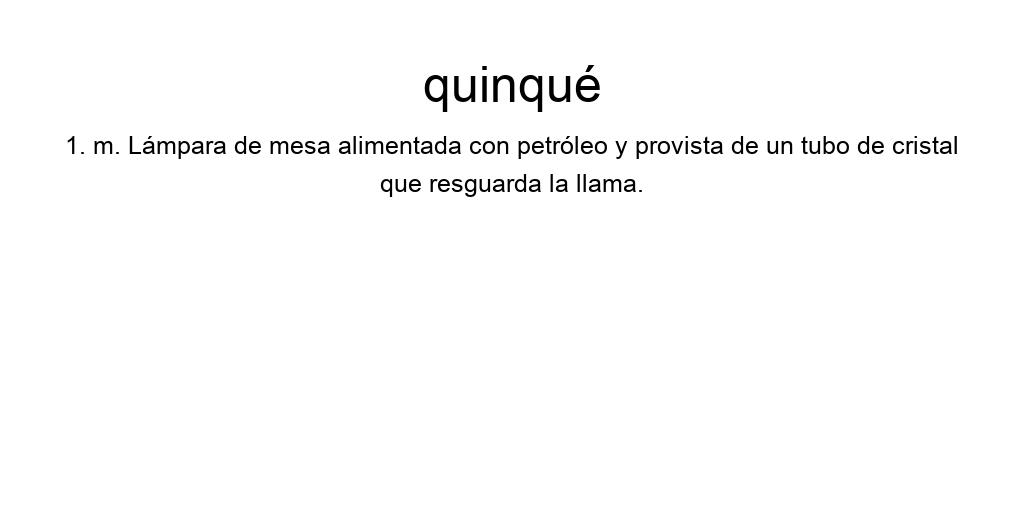 quinqué
1. m. Lámpara de mesa alimentada con petróleo y provista de un tubo de cristal
que resguarda la llama.